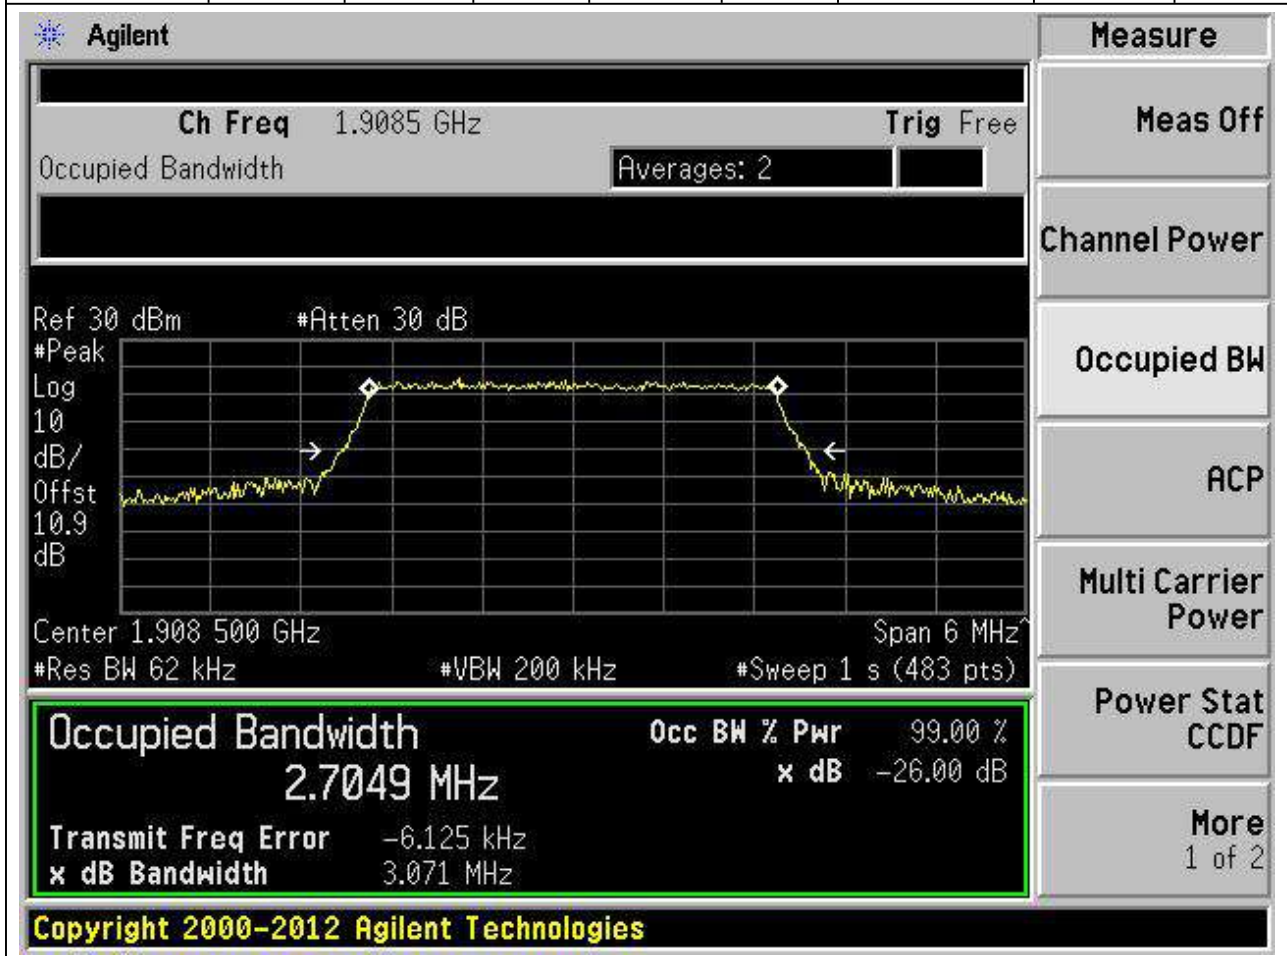 Agilent
Measure
Ch Freq 1.9085 GHz Trig Free
Meas Off
Occupied Bandwidth Averages: 2
Channel Power
Ref 30 dBm #Atten 30 dB
#Peak
Log
10
dB/
Offst
10.9
dB
Occupied BW
ACP
Center 1.908 500 GHz Span 6 MHz^
#Res BW 62 kHz #VBW 200 kHz #Sweep 1 s (483 pts)
Multi Carrier
Power
Occupied Bandwidth Occ BW % Pwr 99.00 %
2.7049 MHz x dB -26.00 dB
Transmit Freq Error -6.125 kHz
x dB Bandwidth 3.071 MHz
Power Stat
CCDF
More
1 of 2
Copyright 2000-2012 Agilent Technologies